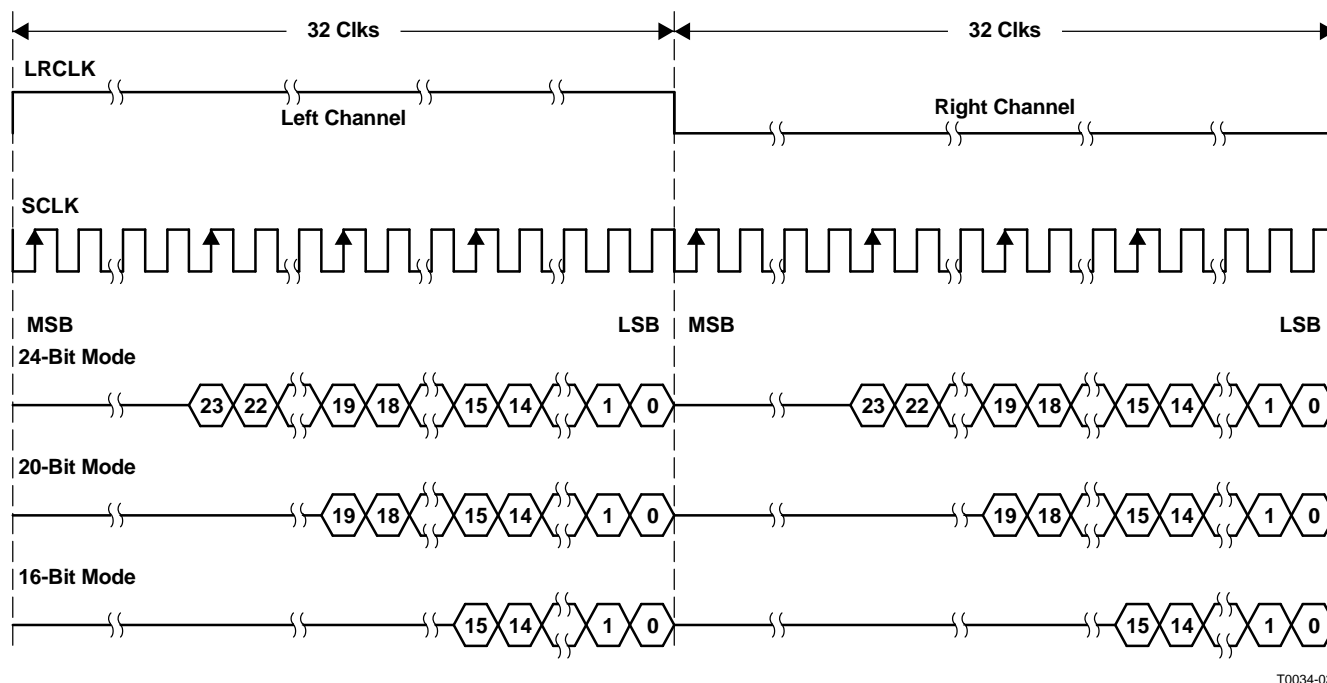 32 Clks 32 Clks
LRCLK
Left Channel Right Channel
SCLK
MSB LSB MSB LSB
24-Bit Mode
23 22 19 18 15 14 1 0 23 22 19 18 15 14 1 0
20-Bit Mode
19 18 15 14 1 0 19 18 15 14 1 0
16-Bit Mode
15 14 1 0 15 14 1 0